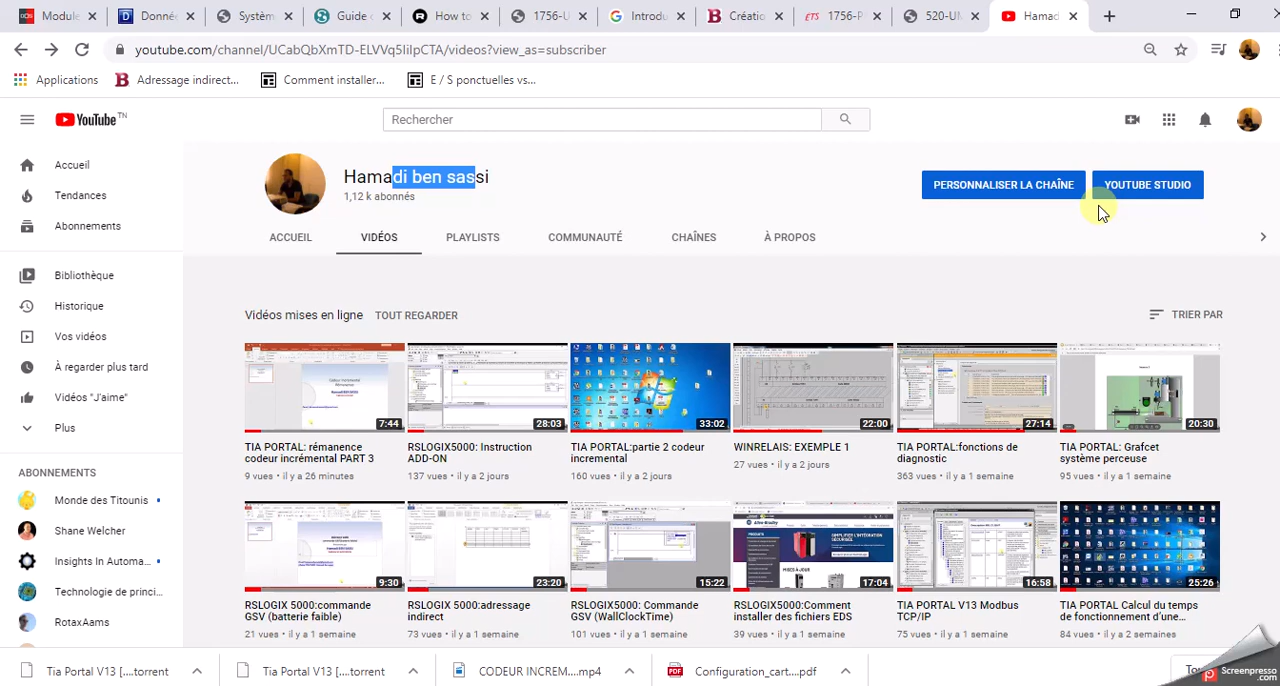 Module
Donnée
Systèm
Guide
How to
1756-U
Introdu
Créatio
ETS
1756-P
520-UM
Hamad
youtube.com/channel/UCabQbXmTD-ELVVq5IiIpCTA/videos?view_as=subscriber
Applications
Adressage indirect...
Comment installer...
E / S ponctuelles vs...
YouTube TN
Rechercher
Accueil
Tendances
Abonnements
Bibliothèque
Historique
Vos vidéos
À regarder plus tard
Vidéos "J'aime"
Plus
ABONNEMENTS
Monde des Titounis
Shane Welcher
Insights In Automa...
Technologie de princi...
RotaxAams
Hamadi ben sassi
1,12 k abonnés
PERSONNALISER LA CHAÎNE
YOUTUBE STUDIO
ACCUEIL
VIDÉOS
PLAYLISTS
COMMUNAUTÉ
CHAÎNES
À PROPOS
Vidéos mises en ligne
TOUT REGARDER
TRIER PAR
7:44
28:03
33:02
22:00
27:14
20:30
TIA PORTAL: rémanence
codeur incrémental PART 3
9 vues • il y a 26 minutes
RSLOGIX5000: Instruction
ADD-ON
137 vues • il y a 2 jours
TIA PORTAL:partie 2 codeur
incremental
160 vues • il y a 2 jours
WINRELAIS: EXEMPLE 1
27 vues • il y a 2 jours
TIA PORTAL:fonctions de
diagnostic
363 vues • il y a 1 semaine
TIA PORTAL: Grafcet
système perceuse
95 vues • il y a 1 semaine
9:30
23:20
15:22
17:04
16:58
25:26
RSLOGIX 5000:commande
GSV (batterie faible)
21 vues • il y a 1 semaine
RSLOGIX 5000:adressage
indirect
73 vues • il y a 1 semaine
RSLOGIX5000: Commande
GSV (WallClockTime)
101 vues • il y a 1 semaine
RSLOGIX5000:Comment
installer des fichiers EDS
39 vues • il y a 1 semaine
TIA PORTAL V13 Modbus
TCP/IP
75 vues • il y a 1 semaine
TIA PORTAL Calcul du temps
de fonctionnement d'une...
84 vues • il y a 2 semaines
Tia Portal V13 [....torrent
Tia Portal V13 [....torrent
CODEUR INCREM....mp4
Configuration_cart....pdf
Screenpresso
.com